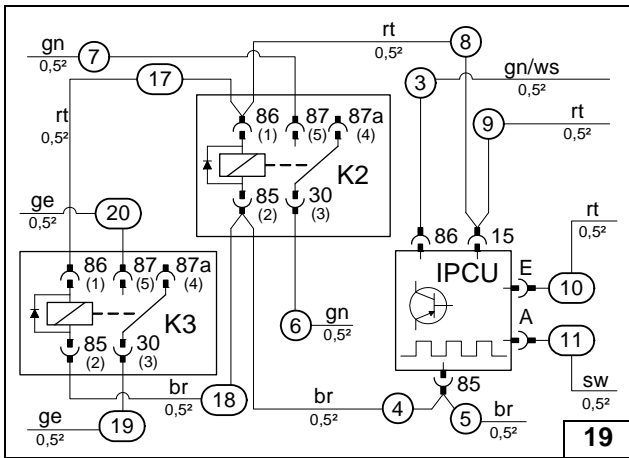 gn
0,5²
7
rt
0,5²
8
17
3
gn/ws
0,5²
rt
0,5²
86
(1)
87
(5)
87a
(4)
9
rt
0,5²
K2
ge
0,5²
20
85
(2)
30
(3)
86
15
rt
0,5²
86
(1)
87
(5)
87a
(4)
IPCU
E
10
K3
6
gn
0,5²
A
11
85
(2)
30
(3)
85
sw
0,5²
br
0,5²
18
br
0,5²
4
5
br
0,5²
ge
0,5²
19
19